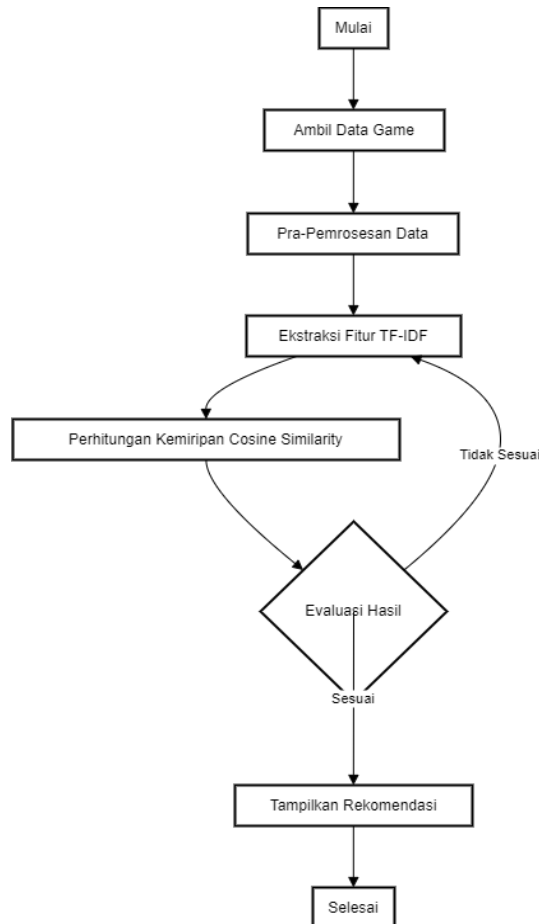 Mulai
Ambil Data Game
Pra-Pemrosesan Data
Ekstraksi Fitur TF-IDF
Perhitungan Kemiripan Cosine Similarity
Tidak Sesuai
Evaluasi Hasil
Sesuai
Tampilkan Rekomendasi
Selesai